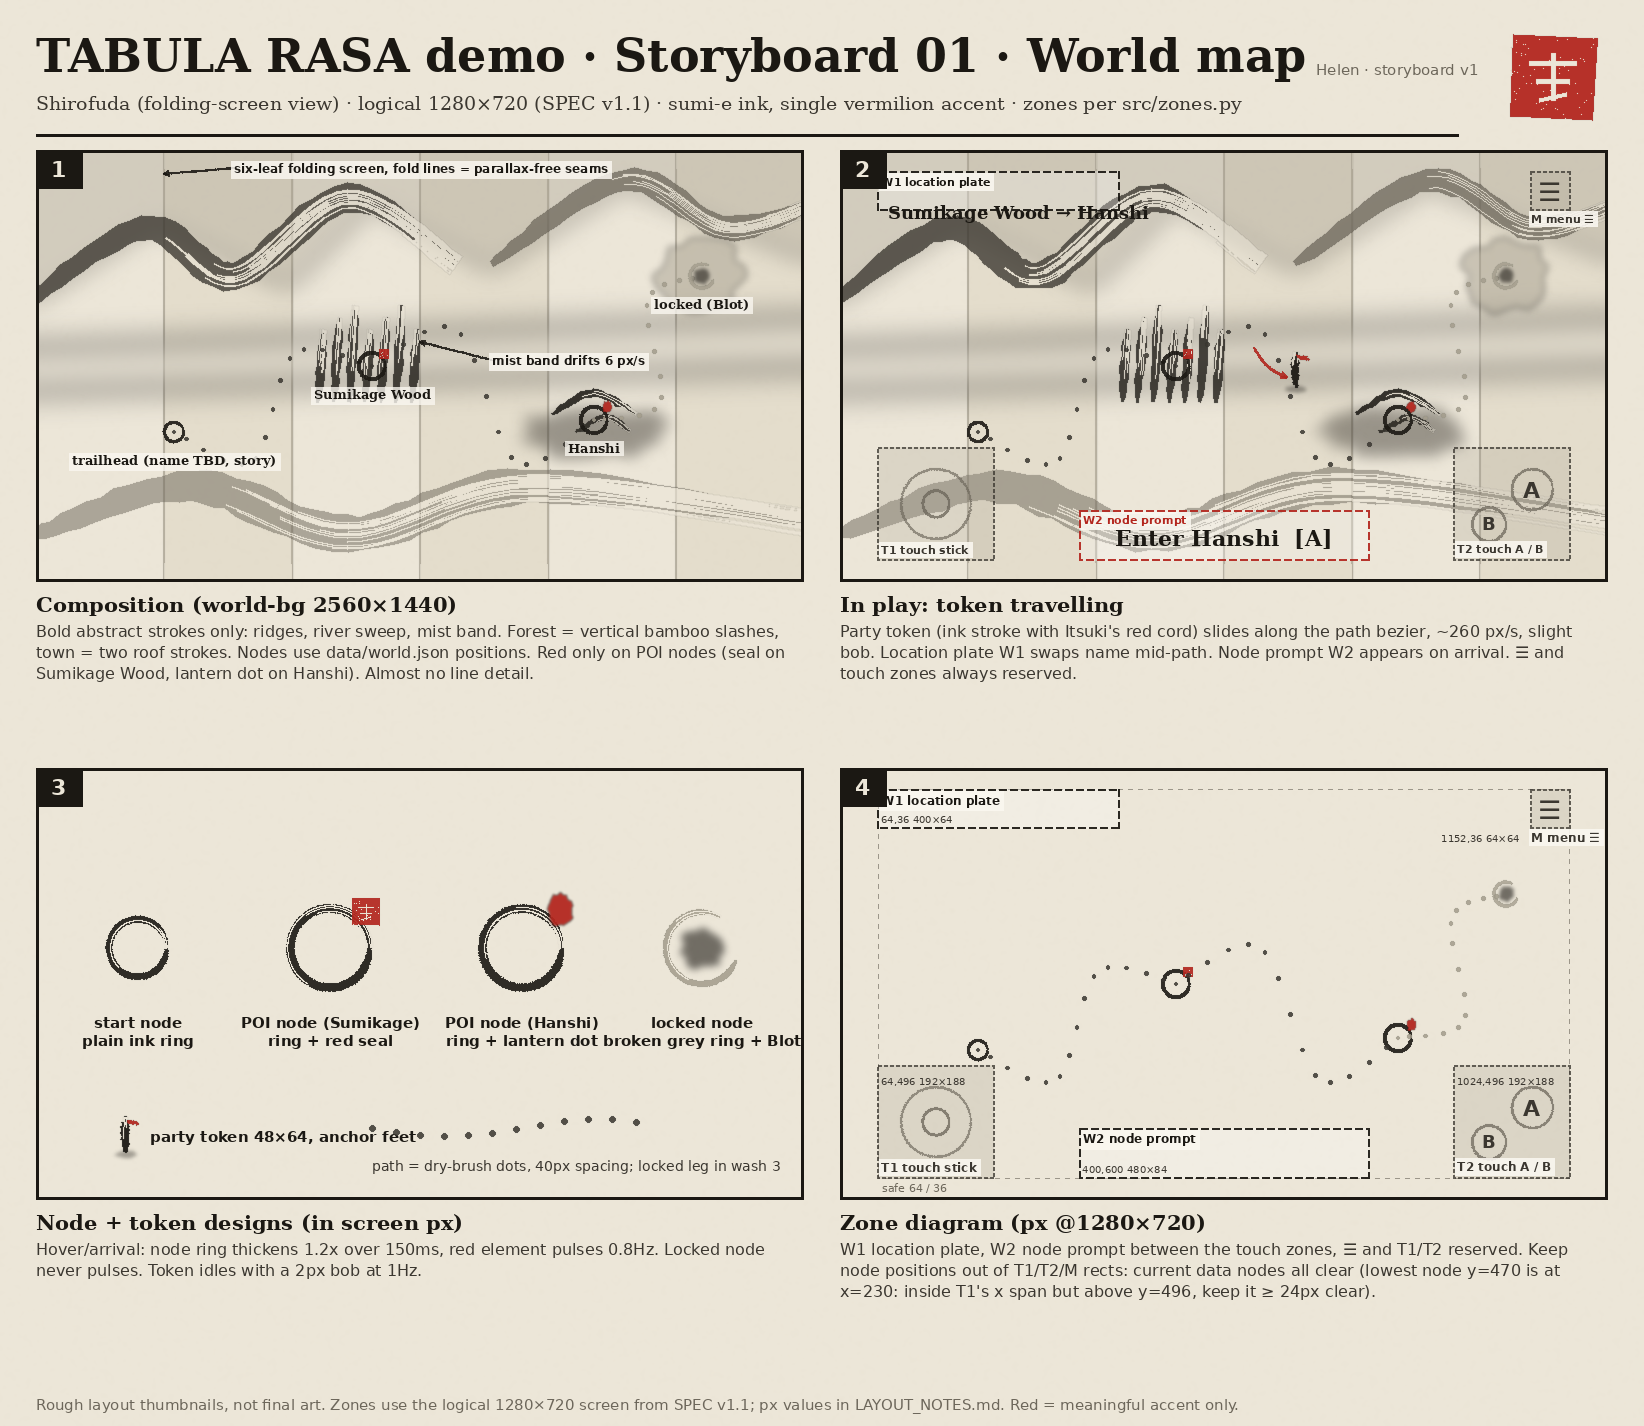 TABULA RASA demo · Storyboard 01 · World map
Helen · storyboard v1
Shirofuda (folding-screen view) · logical 1280×720 (SPEC v1.1) · sumi-e ink, single vermilion accent · zones per src/zones.py
1
six-leaf folding screen, fold lines = parallax-free seams
locked (Blot)
mist band drifts 6 px/s
Sumikage Wood
Hanshi
trailhead (name TBD, story)
Composition (world-bg 2560×1440)
Bold abstract strokes only: ridges, river sweep, mist band. Forest = vertical bamboo slashes,
town = two roof strokes. Nodes use data/world.json positions. Red only on POI nodes (seal on
Sumikage Wood, lantern dot on Hanshi). Almost no line detail.
2
W1 location plate
Sumikage Wood → Hanshi
☰
M menu ☰
A
B
W2 node prompt
Enter Hanshi [A]
T1 touch stick
T2 touch A / B
In play: token travelling
Party token (ink stroke with Itsuki's red cord) slides along the path bezier, ~260 px/s, slight
bob. Location plate W1 swaps name mid-path. Node prompt W2 appears on arrival. ☰ and
touch zones always reserved.
3
start node
plain ink ring
POI node (Sumikage)
ring + red seal
POI node (Hanshi)
ring + lantern dot
locked node
broken grey ring + Blot
party token 48×64, anchor feet
path = dry-brush dots, 40px spacing; locked leg in wash 3
Node + token designs (in screen px)
Hover/arrival: node ring thickens 1.2x over 150ms, red element pulses 0.8Hz. Locked node
never pulses. Token idles with a 2px bob at 1Hz.
4
W1 location plate
64,36 400×64
☰
1152,36 64×64
M menu ☰
64,496 192×188
1024,496 192×188
A
B
W2 node prompt
400,600 480×84
T1 touch stick
T2 touch A / B
safe 64 / 36
Zone diagram (px @1280×720)
W1 location plate, W2 node prompt between the touch zones, ☰ and T1/T2 reserved. Keep
node positions out of T1/T2/M rects: current data nodes all clear (lowest node y=470 is at
x=230: inside T1's x span but above y=496, keep it ≥ 24px clear).
Rough layout thumbnails, not final art. Zones use the logical 1280×720 screen from SPEC v1.1; px values in LAYOUT_NOTES.md. Red = meaningful accent only.